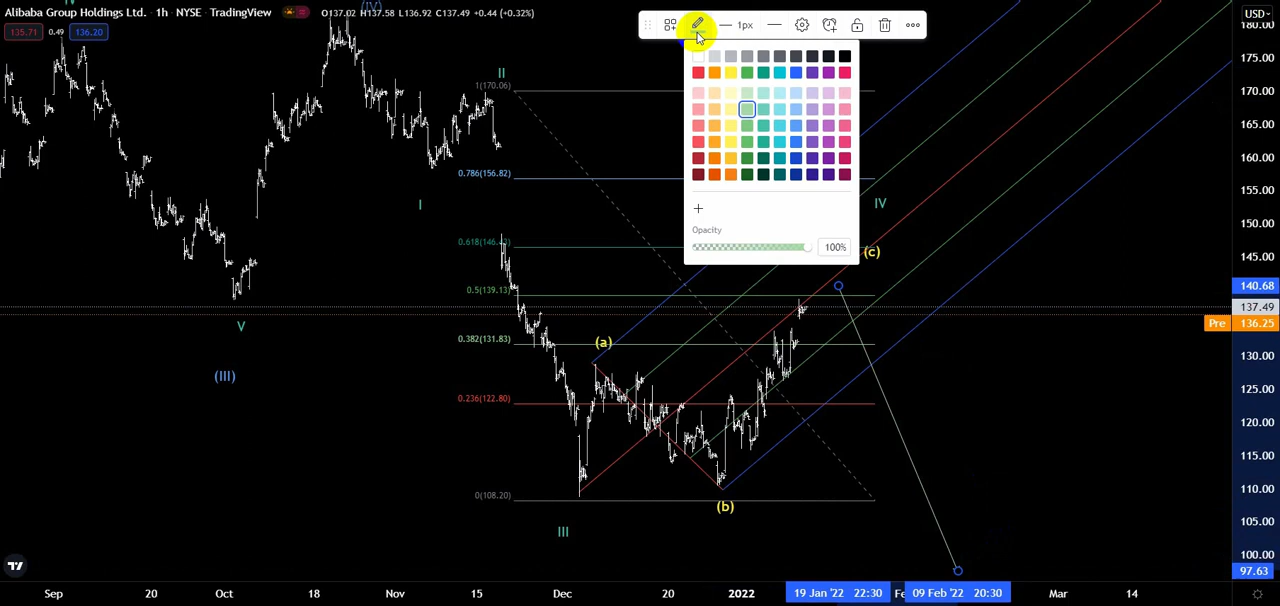 Alibaba Group Holdings Ltd. · 1h · NYSE · TradingView
O137.02 H137.58 L136.92 C137.49 +0.44 (+0.32%)
135.71 0.49 136.20
(IV)
1px
USD
180.00
175.00
170.00
165.00
160.00
155.00
150.00
145.00
140.68
137.49
Pre 136.25
130.00
125.00
120.00
115.00
110.00
105.00
100.00
97.63
II
1(170.06)
0.786(156.82)
I
IV
Opacity
100%
(c)
0.5(139.13)
V
0.382(131.83)
(a)
(III)
0.236(122.80)
0(108.20)
(b)
III
Sep 20 Oct 18 Nov 15 Dec 20 2022 19 Jan '22 22:30 Fe 09 Feb '22 20:30 Mar 14